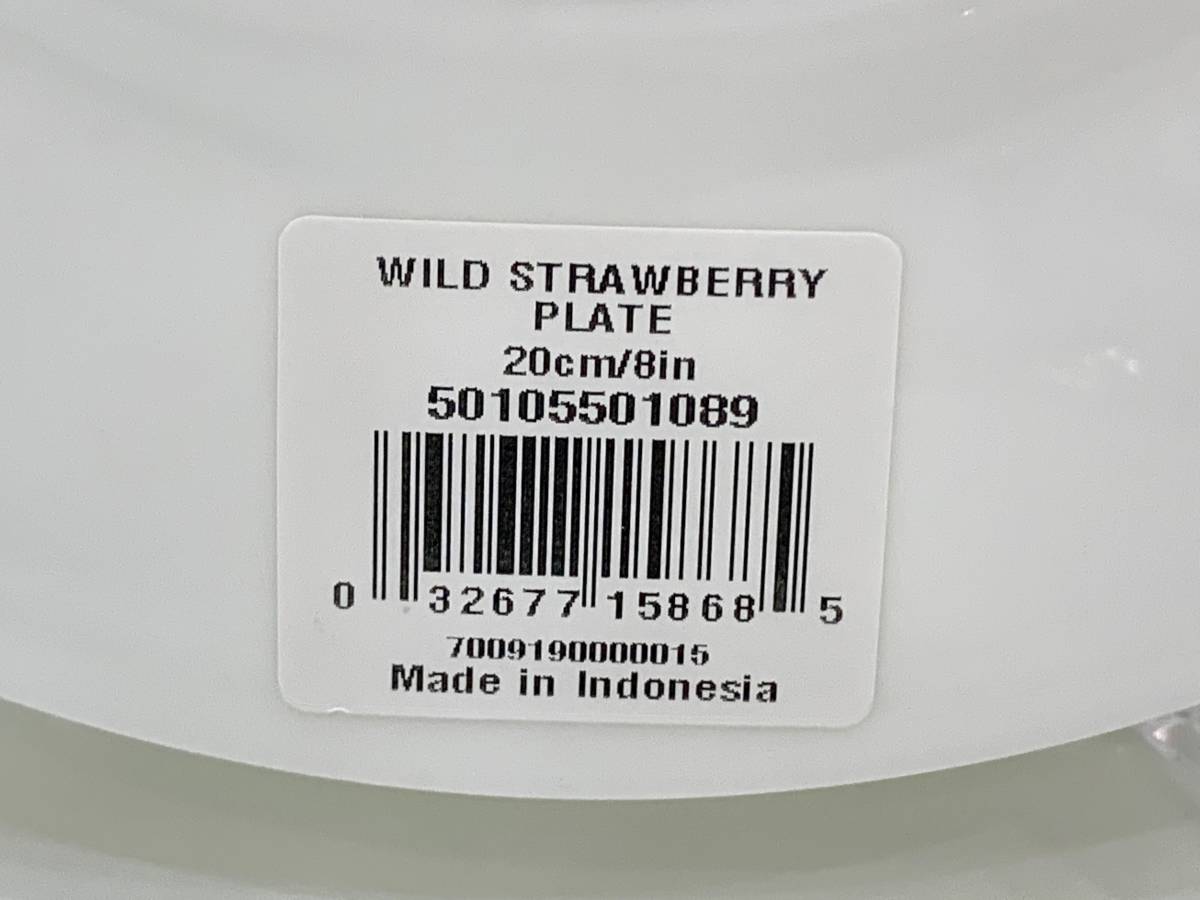 WILD STRAWBERRY
PLATE
20cm/8in
50105501089
0 32677 15868 5
7009190000015
Made in Indonesia